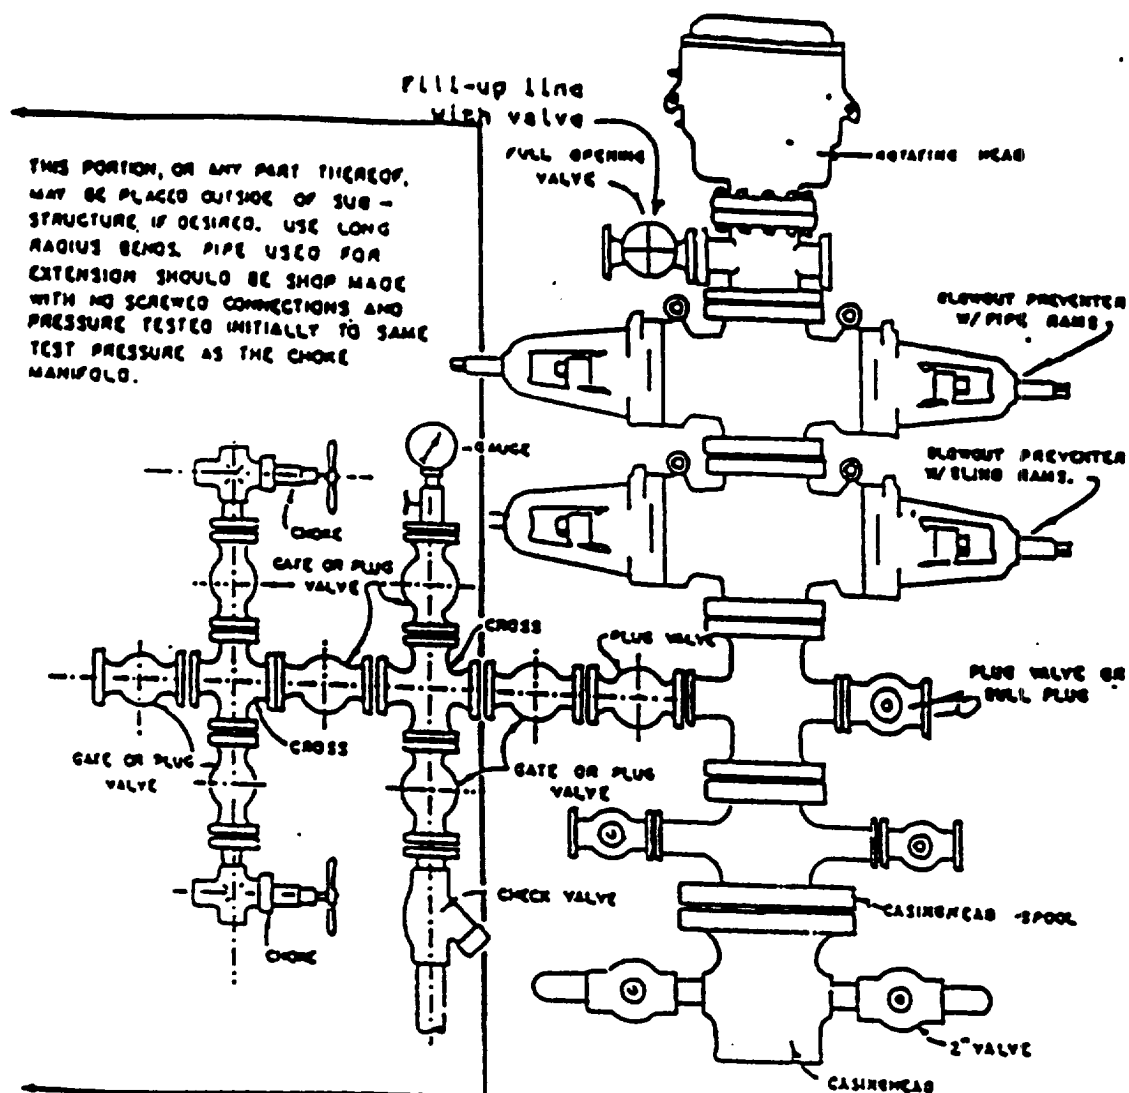 Fill-up line
with valve
FULL OPENING
VALVE
ROTATING HEAD
THIS PORTION, OR ANY PART THEREOF,
MAY BE PLACED OUTSIDE OF SUB-
STRUCTURE IF DESIRED. USE LONG
RADIUS BENDS. PIPE USED FOR
EXTENSION SHOULD BE SHOP MADE
WITH NO SCREWED CONNECTIONS AND
PRESSURE TESTED INITIALLY TO SAME
TEST PRESSURE AS THE CHOKE
MANIFOLD.
BLOWOUT PREVENTER
W/PIPE RAMS
GAUGE
BLOWOUT PREVENTER
W/BLIND RAMS.
CHOKE
GATE OR PLUG
VALVE
CROSS
PLUG VALVE
PLUG VALVE OR
BULL PLUG
CROSS
GATE OR PLUG
VALVE
GATE OR PLUG
VALVE
CHECK VALVE
CASINGHEAD SPOOL
CHOKE
2" VALVE
CASINGHEAD